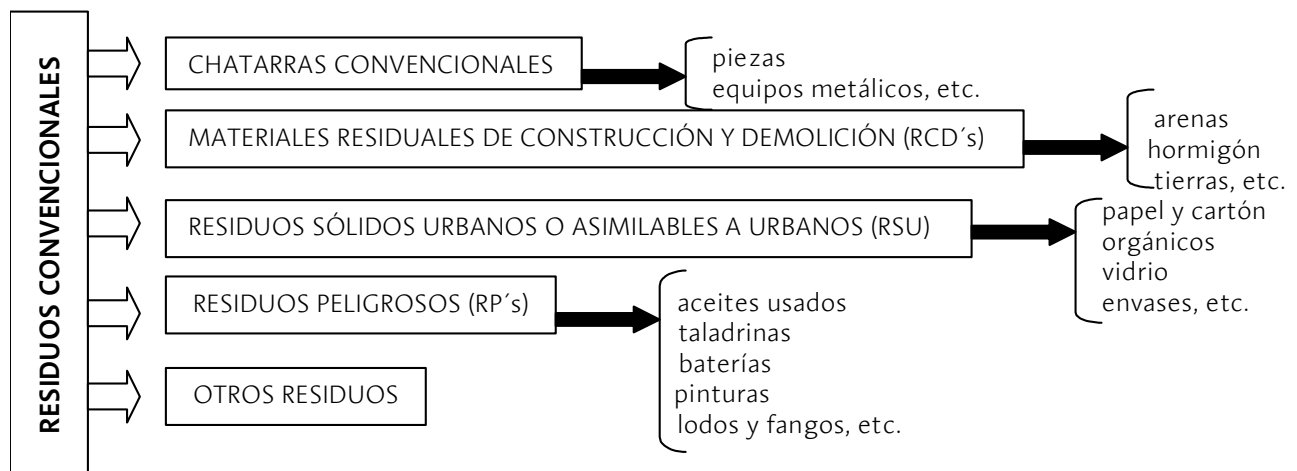 RESIDUOS CONVENCIONALES
CHATARRAS CONVENCIONALES
piezas
equipos metálicos, etc.
MATERIALES RESIDUALES DE CONSTRUCCIÓN Y DEMOLICIÓN (RCD´s)
arenas
hormigón
tierras, etc.
RESIDUOS SÓLIDOS URBANOS O ASIMILABLES A URBANOS (RSU)
papel y cartón
orgánicos
vidrio
envases, etc.
RESIDUOS PELIGROSOS (RP´s)
aceites usados
taladrinas
baterías
pinturas
lodos y fangos, etc.
OTROS RESIDUOS